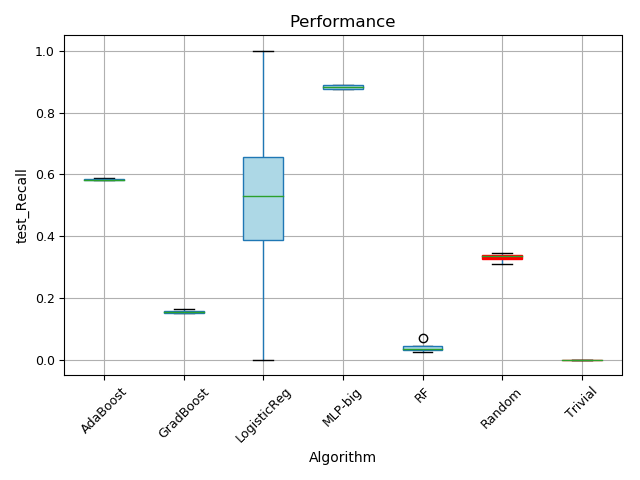 Performance
test_Recall
1.0
0.8
0.6
0.4
0.2
0.0
AdaBoost
GradBoost
LogisticReg
MLP-big
RF
Random
Trivial
Algorithm